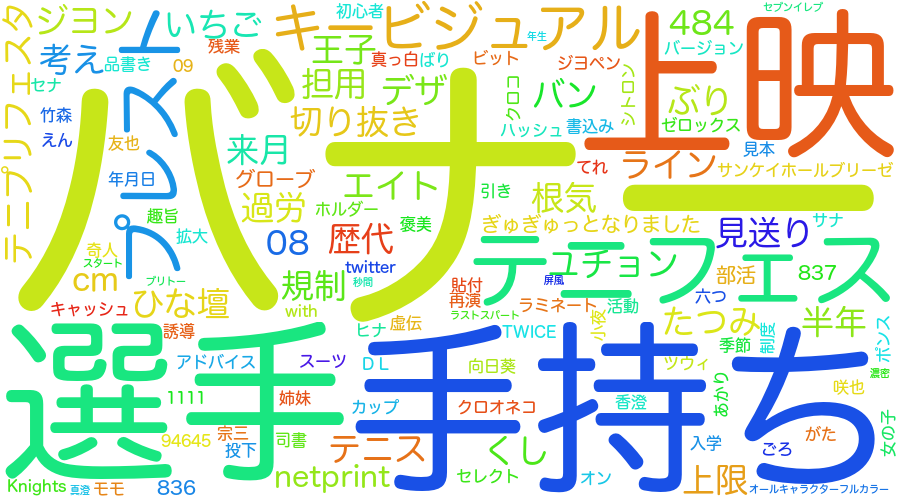 バナー
選手
手持ち
上映
キービジュアル
テニプリフェスタ
ジヨン
いちご
初心者
セブンイレブ
年生
484
バージョン
考え
残業
品書き
09
セナ
プレスト
王子
真っ白
ぱり
ビット
ジヨペン
担用
デザ
クロコ
バン
シトロン
ぶり
ゼロックス
竹森
えん
友也
切り抜き
ハッシュ
書込み
見本
来月
てれ
ライン
サンケイホールブリーゼ
年月日
グローブ
エイト
引き
根気
趣旨
過労
ホルダー
褒美
ぎゅぎゅっとなりました
見送り
サナ
拡大
奇人
08
歴代
テニフェス
テユチョン
スタート
twitter
屏風
部活
837
cm
プリトー
規制
秒間
貼付
再演
六つ
キャッシュ
ひな壇
with
ラミネート
活動
誘導
ヒナ
虚伝
ラストスパート
小夜
たつみ
半年
TWICE
季節
制度
ポンス
アドバイス
スーツ
DL
向日葵
ツウィ
濃密
1111
姉妹
カップ
クロオネコ
香澄
あかり
咲也
94645
宗三
投下
司書
テニス
くし
入学
ごろ
がた
女の子
Knights
真澄
モモ
836
netprint
セレクト
オン
上限
オールキャラクターフルカラー